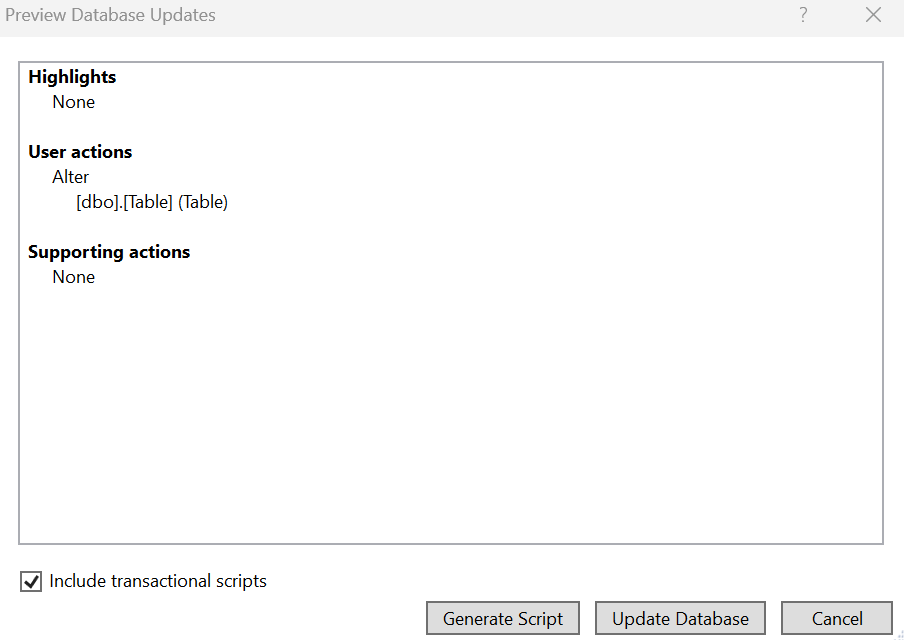 Preview Database Updates
?
Highlights
None
User actions
Alter
[dbo].[Table] (Table)
Supporting actions
None
Include transactional scripts
Generate Script
Update Database
Cancel